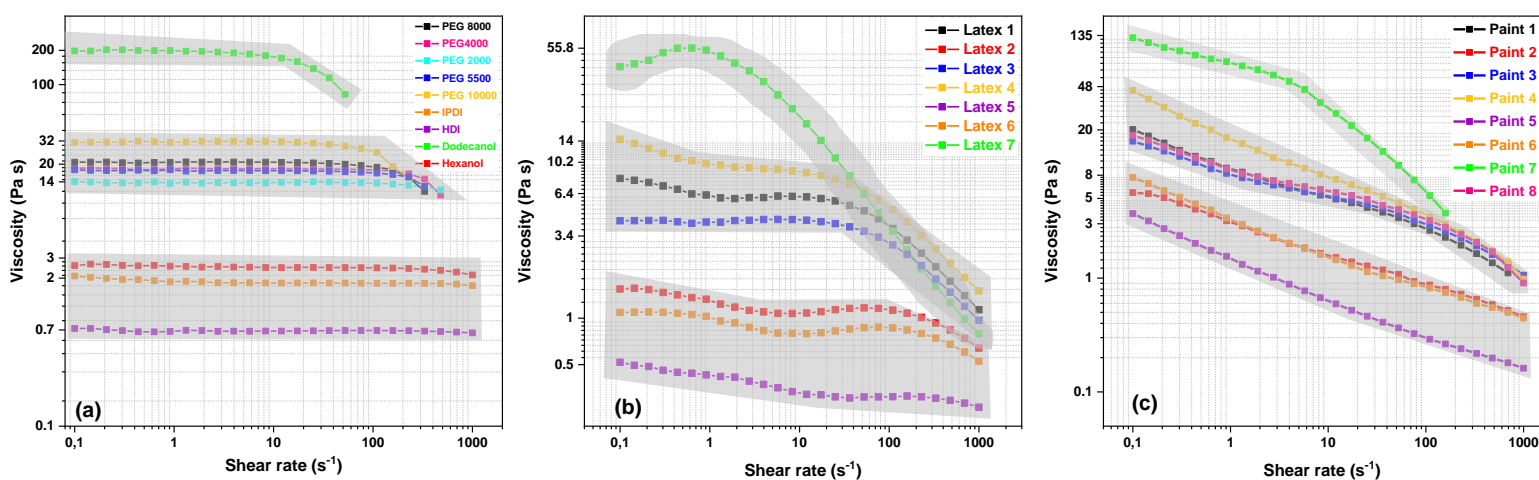 200
100
32
20
14
3
2
0.7
0.1
Viscosity (Pa s)
PEG 8000
PEG4000
PEG 2000
PEG 5500
PEG 10000
IPDI
HDI
Dodecanol
Hexanol
(a)
0,1
1
10
100
1000
Shear rate (s⁻¹)
55.8
14
10.2
6.4
3.4
1
0.5
Viscosity (Pa s)
Latex 1
Latex 2
Latex 3
Latex 4
Latex 5
Latex 6
Latex 7
(b)
0,1
1
10
100
1000
Shear rate (s⁻¹)
135
48
20
8
5
3
1
0.1
Viscosity (Pa s)
Paint 1
Paint 2
Paint 3
Paint 4
Paint 5
Paint 6
Paint 7
Paint 8
(c)
0,1
1
10
100
1000
Shear rate (s⁻¹)